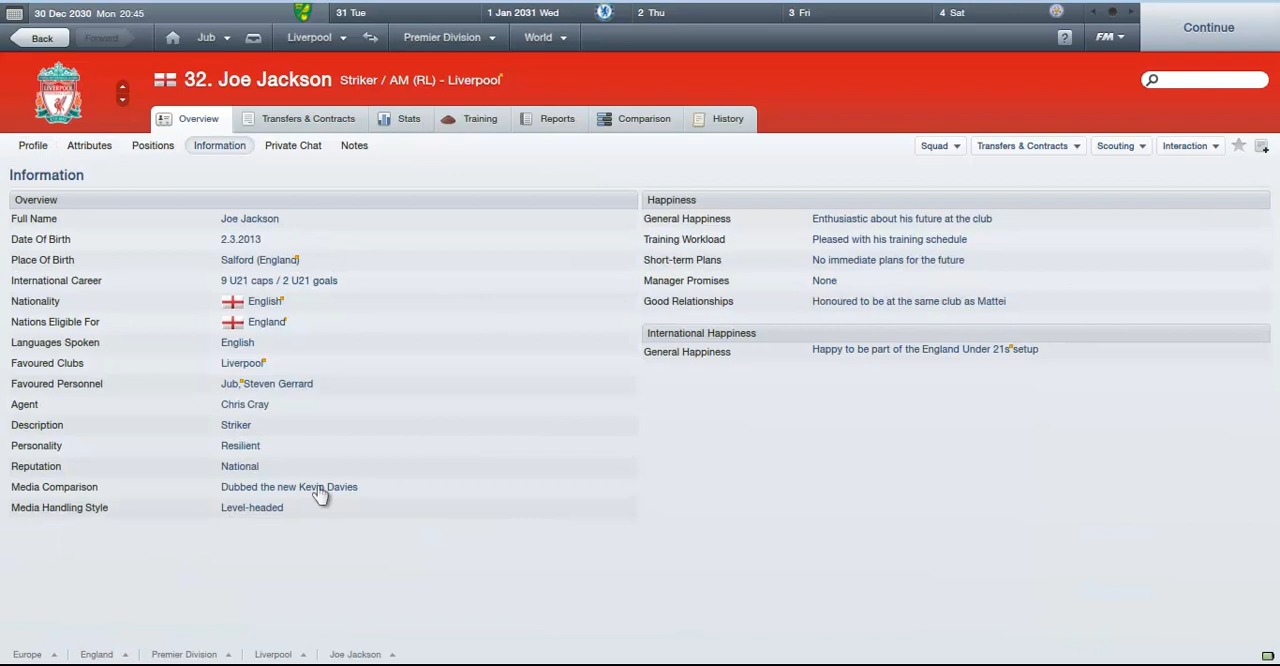 30 Dec 2030 Mon 20:45
31 Tue
1 Jan 2031 Wed
2 Thu
3 Fri
4 Sat
Continue
Back
Forward
Jub
Liverpool
Premier Division
World
?
FM
32. Joe Jackson Striker / AM (RL) - Liverpool
Overview
Transfers & Contracts
Stats
Training
Reports
Comparison
History
Profile
Attributes
Positions
Information
Private Chat
Notes
Squad
Transfers & Contracts
Scouting
Interaction
Information
Overview
Full Name Joe Jackson
Date Of Birth 2.3.2013
Place Of Birth Salford (England)
International Career 9 U21 caps / 2 U21 goals
Nationality English
Nations Eligible For England
Languages Spoken English
Favoured Clubs Liverpool
Favoured Personnel Jub, Steven Gerrard
Agent Chris Cray
Description Striker
Personality Resilient
Reputation National
Media Comparison Dubbed the new Kevin Davies
Media Handling Style Level-headed
Happiness
General Happiness Enthusiastic about his future at the club
Training Workload Pleased with his training schedule
Short-term Plans No immediate plans for the future
Manager Promises None
Good Relationships Honoured to be at the same club as Mattei
International Happiness
General Happiness Happy to be part of the England Under 21s setup
Europe
England
Premier Division
Liverpool
Joe Jackson